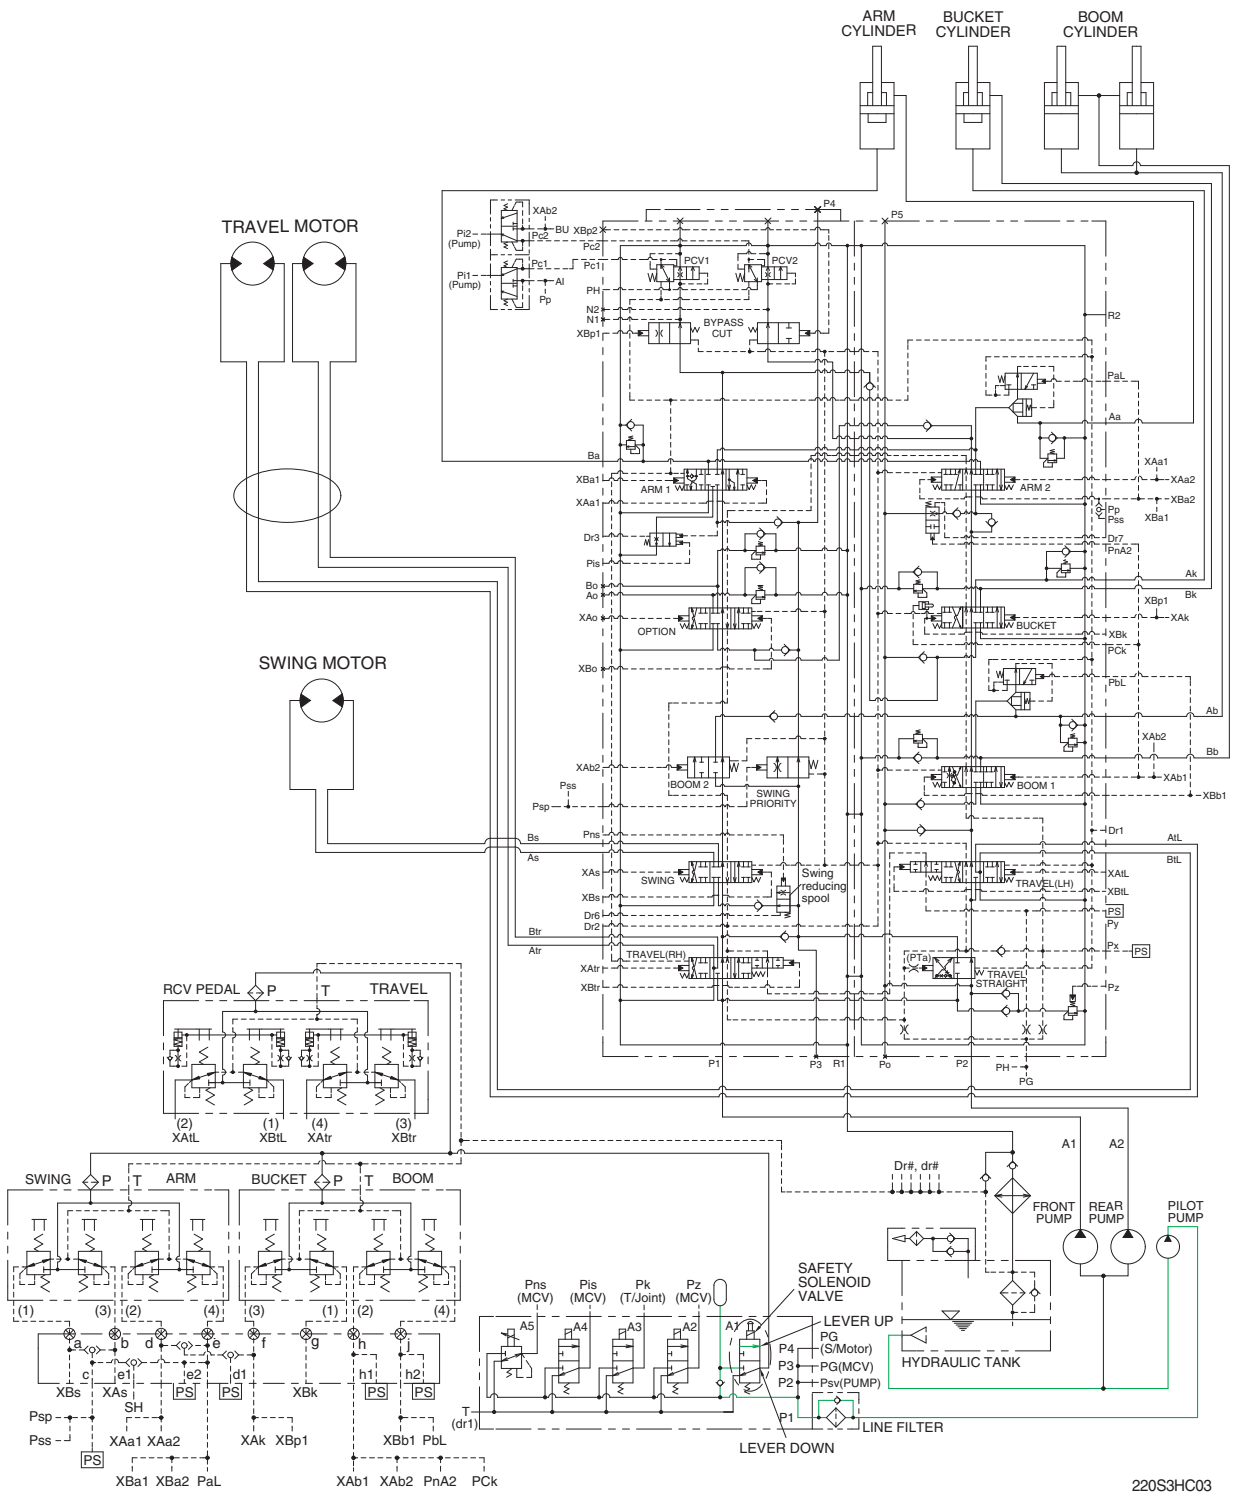 ARM
CYLINDER
BUCKET
CYLINDER
BOOM
CYLINDER
TRAVEL MOTOR
XAb2
BU
Pi2
(Pump)
Pc2
Pi1
(Pump)
Pc1
AI
Pp
P4
P5
XBp2
Pc2
Pc1
PCV1
PCV2
PH
N2
N1
XBp1
BYPASS
CUT
R2
PaL
Aa
Ba
XBa1
ARM 1
XAa1
ARM 2
XAa1
XAa2
XBa2
XBa1
Pp
Pss
Dr3
Dr7
PnA2
Pis
Bo
Ao
Ak
Bk
XAo
OPTION
BUCKET
XBp1
XAk
XBk
PCk
XBo
PbL
SWING MOTOR
Ab
XAb2
Bb
XAb2
BOOM 2
SWING
PRIORITY
BOOM 1
XAb1
XBb1
Pss
Psp
Pns
Dr1
Bs
As
AtL
BtL
XAs
SWING
Swing
reducing
spool
TRAVEL(LH)
XAtL
XBtL
XBs
Dr6
Dr2
PS
Py
Btr
Atr
Px
PS
TRAVEL(RH)
(PTa)
XAtr
TRAVEL
STRAIGHT
XBtr
Pz
P1
P3
R1
Po
P2
PH
PG
RCV PEDAL
P
T
TRAVEL
(2)
XAtL
(1)
XBtL
(4)
XAtr
(3)
XBtr
A1
A2
SWING
P
T
ARM
BUCKET
P
T
BOOM
Dr#, dr#
FRONT
PUMP
REAR
PUMP
PILOT
PUMP
(1)
(3)
(2)
(4)
(3)
(1)
(2)
(4)
a
b
d
e
f
g
h
j
c
e1
e2
d1
h1
h2
XBs
XAs
PS
PS
XBk
PS
PS
SH
Psp
Pss
PS
XAa1
XAa2
XAk
XBp1
XBb1
PbL
XBa1
XBa2
PaL
XAb1
XAb2
PnA2
PCk
Pns
(MCV)
Pis
(MCV)
Pk
(T/Joint)
Pz
(MCV)
A5
A4
A3
A2
A1
SAFETY
SOLENOID
VALVE
LEVER UP
PG
(S/Motor)
P4
P3
PG(MCV)
P2
Psv(PUMP)
P1
T
(dr1)
LINE FILTER
LEVER DOWN
HYDRAULIC TANK
220S3HC03